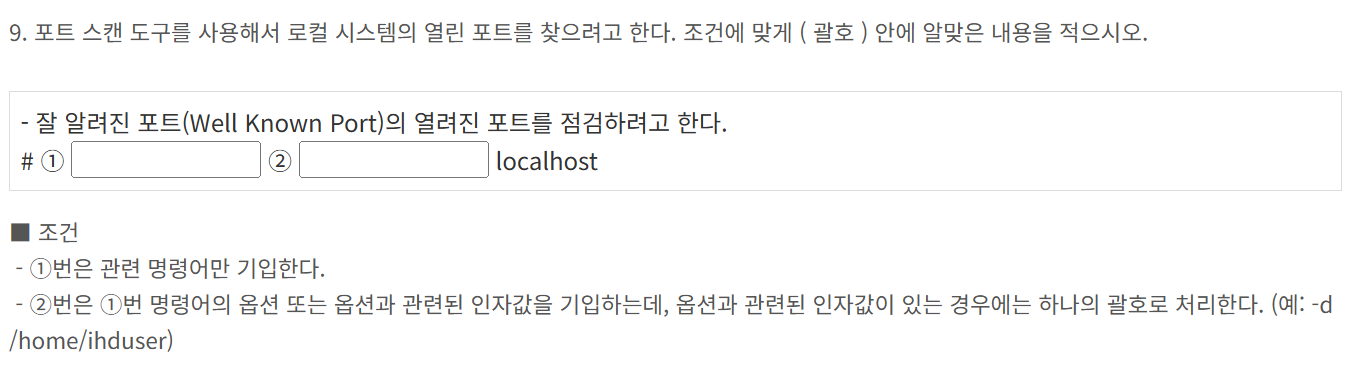 9. 포트 스캔 도구를 사용해서 로컬 시스템의 열린 포트를 찾으려고 한다. 조건에 맞게 ( 괄호 ) 안에 알맞은 내용을 적으시오.
- 잘 알려진 포트(Well Known Port)의 열려진 포트를 점검하려고 한다.
# ① ② localhost
■ 조건
- ①번은 관련 명령어만 기입한다.
- ②번은 ①번 명령어의 옵션 또는 옵션과 관련된 인자값을 기입하는데, 옵션과 관련된 인자값이 있는 경우에는 하나의 괄호로 처리한다. (예: -d
/home/ihduser)